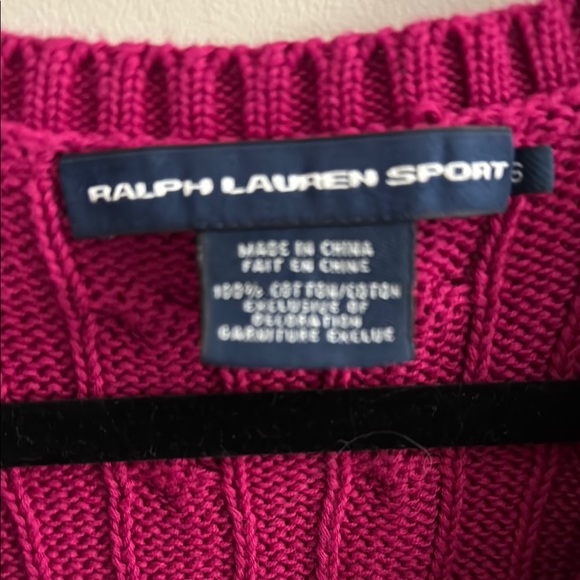 RALPH LAUREN SPORT
S
MADE IN CHINA
FAIT EN CHINE
100% COTTON/COTON
EXCLUSIVE OF
DECORATION
GARNITURE EXCLUE